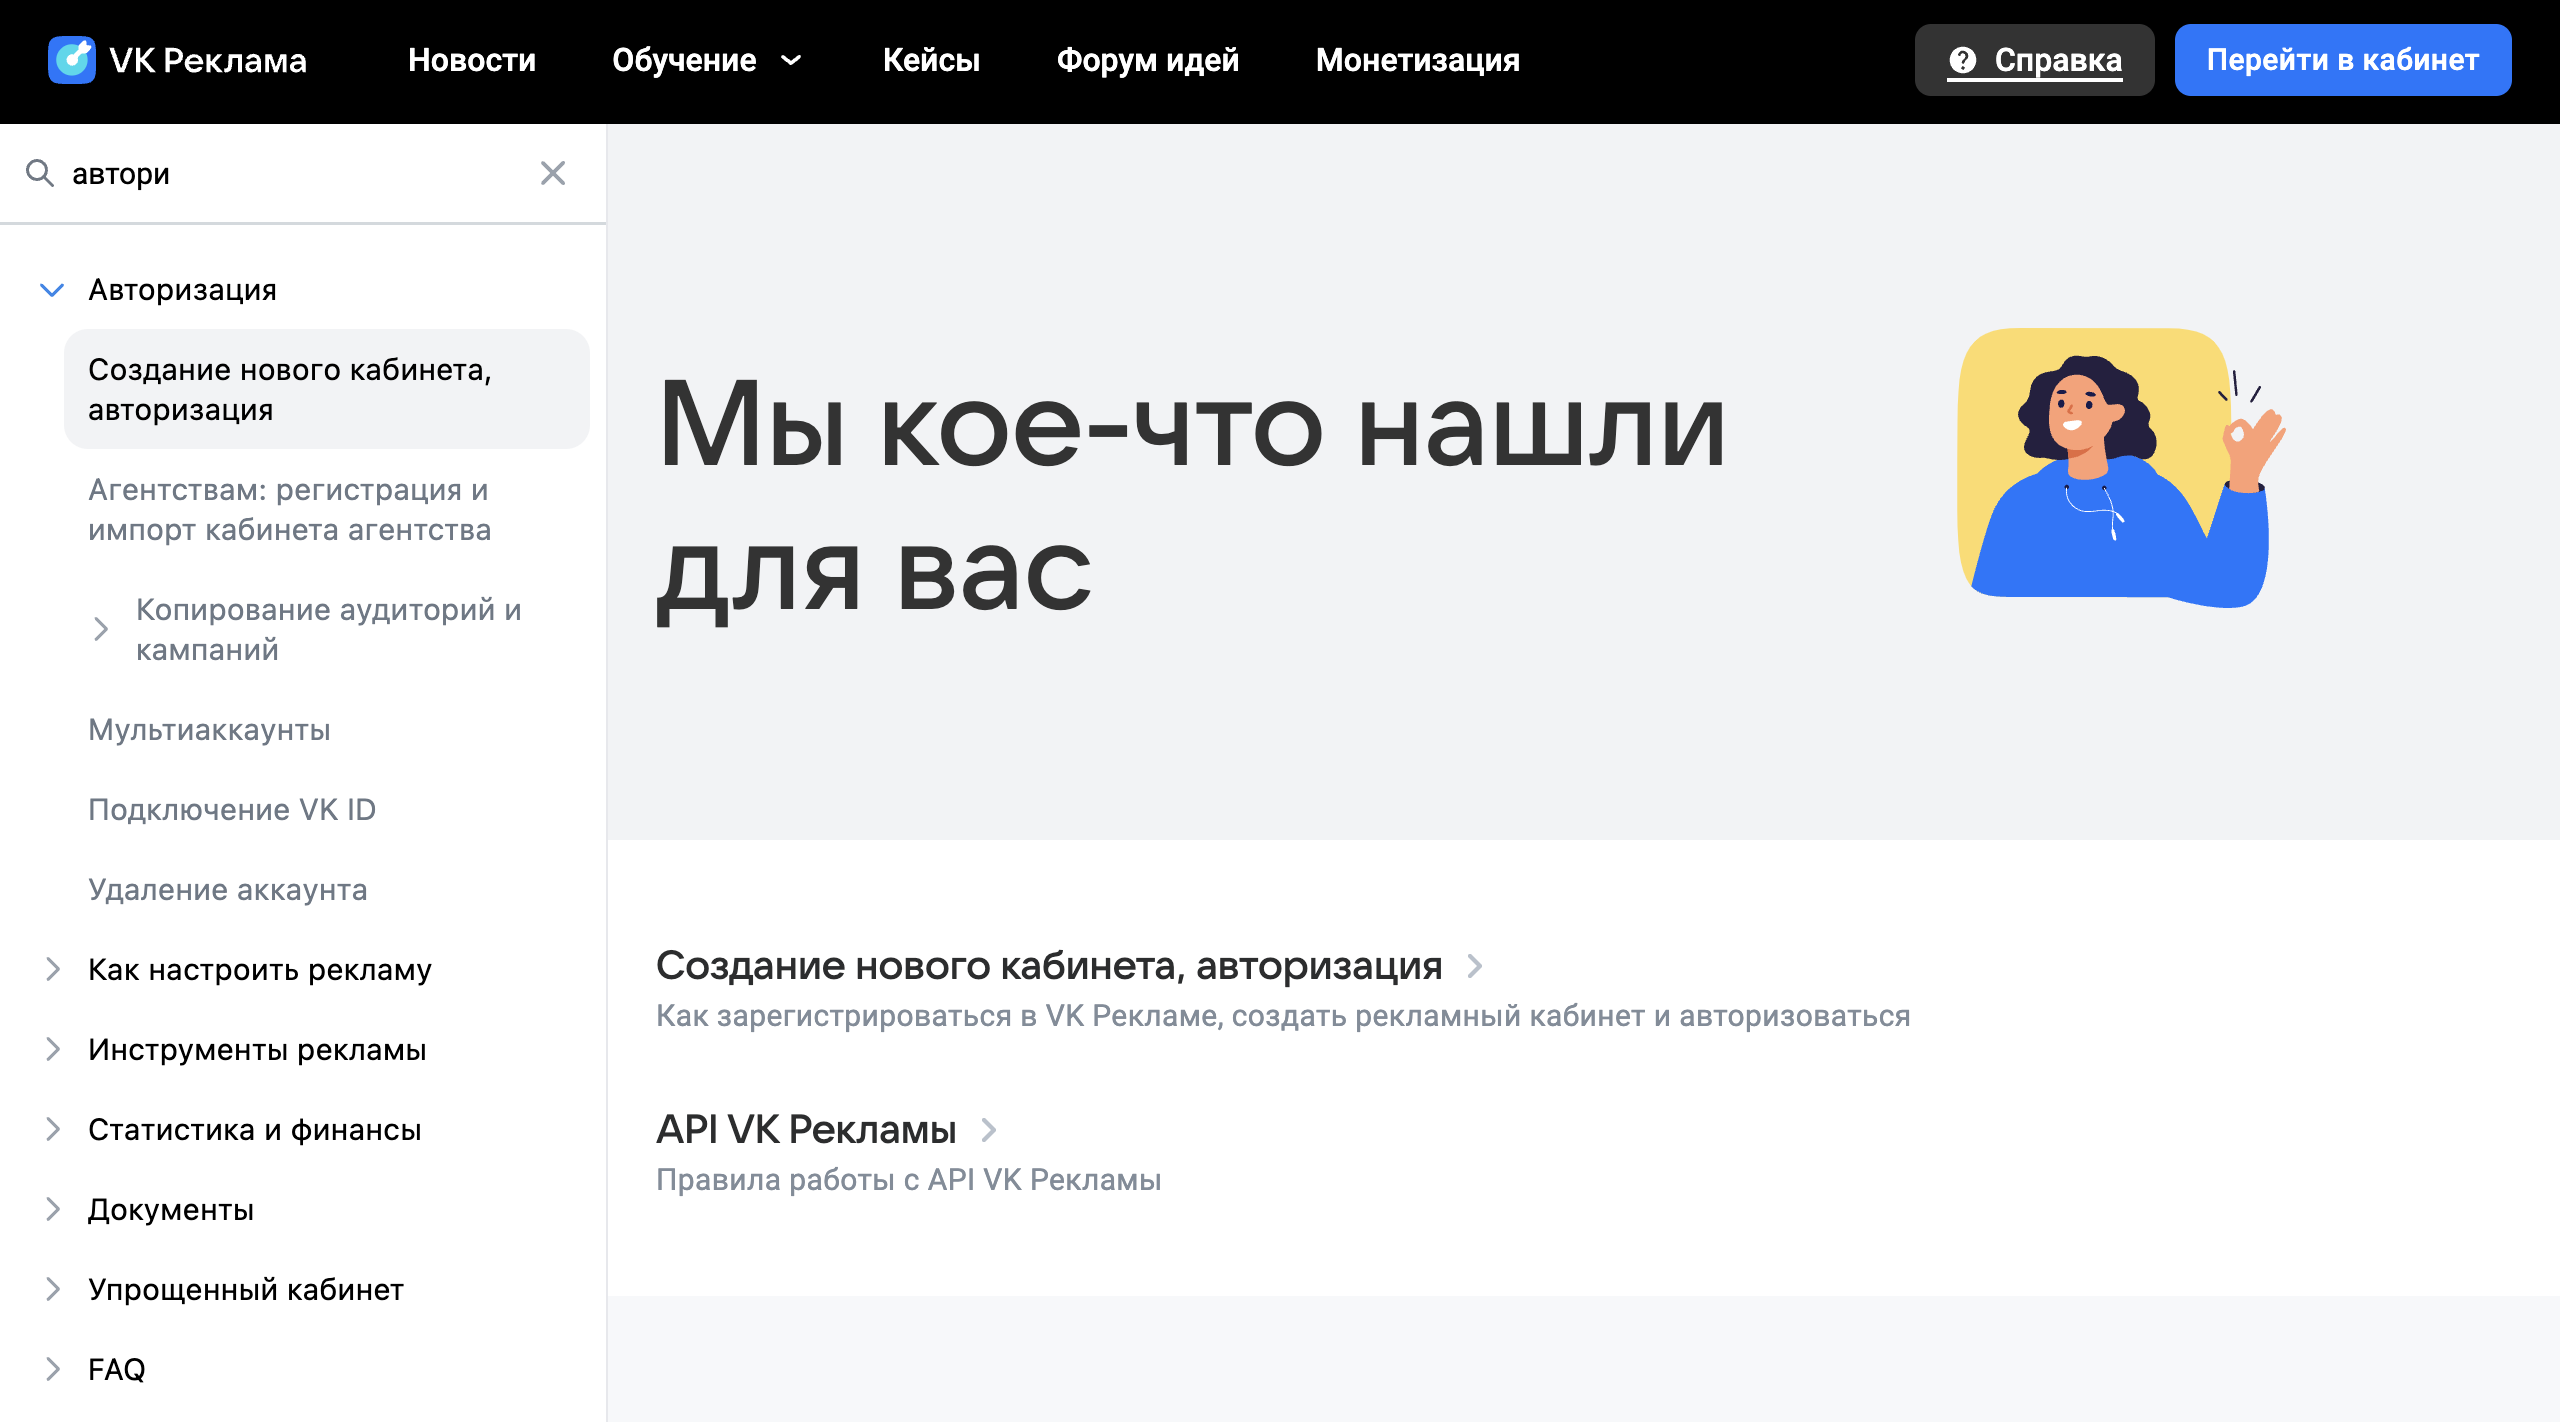 VK Реклама
Новости
Обучение
Кейсы
Форум идей
Монетизация
Справка
Перейти в кабинет
автори
Авторизация
Создание нового кабинета,
авторизация
Агентствам: регистрация и
импорт кабинета агентства
Копирование аудиторий и
кампаний
Мультиаккаунты
Подключение VK ID
Удаление аккаунта
Как настроить рекламу
Инструменты рекламы
Статистика и финансы
Документы
Упрощенный кабинет
FAQ
Мы кое-что нашли
для вас
Создание нового кабинета, авторизация
Как зарегистрироваться в VK Рекламе, создать рекламный кабинет и авторизоваться
API VK Рекламы
Правила работы с API VK Рекламы